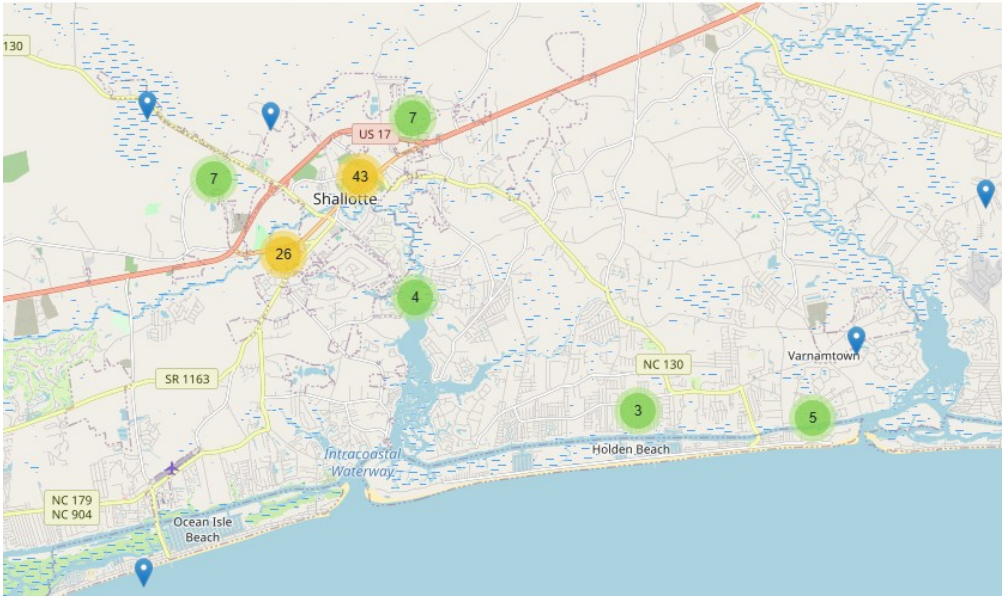 130
7
US 17
43
7
Shallotte
26
4
Varnamtown
NC 130
SR 1163
3
5
Holden Beach
Intracoastal
Waterway
NC 179
NC 904
Ocean Isle
Beach